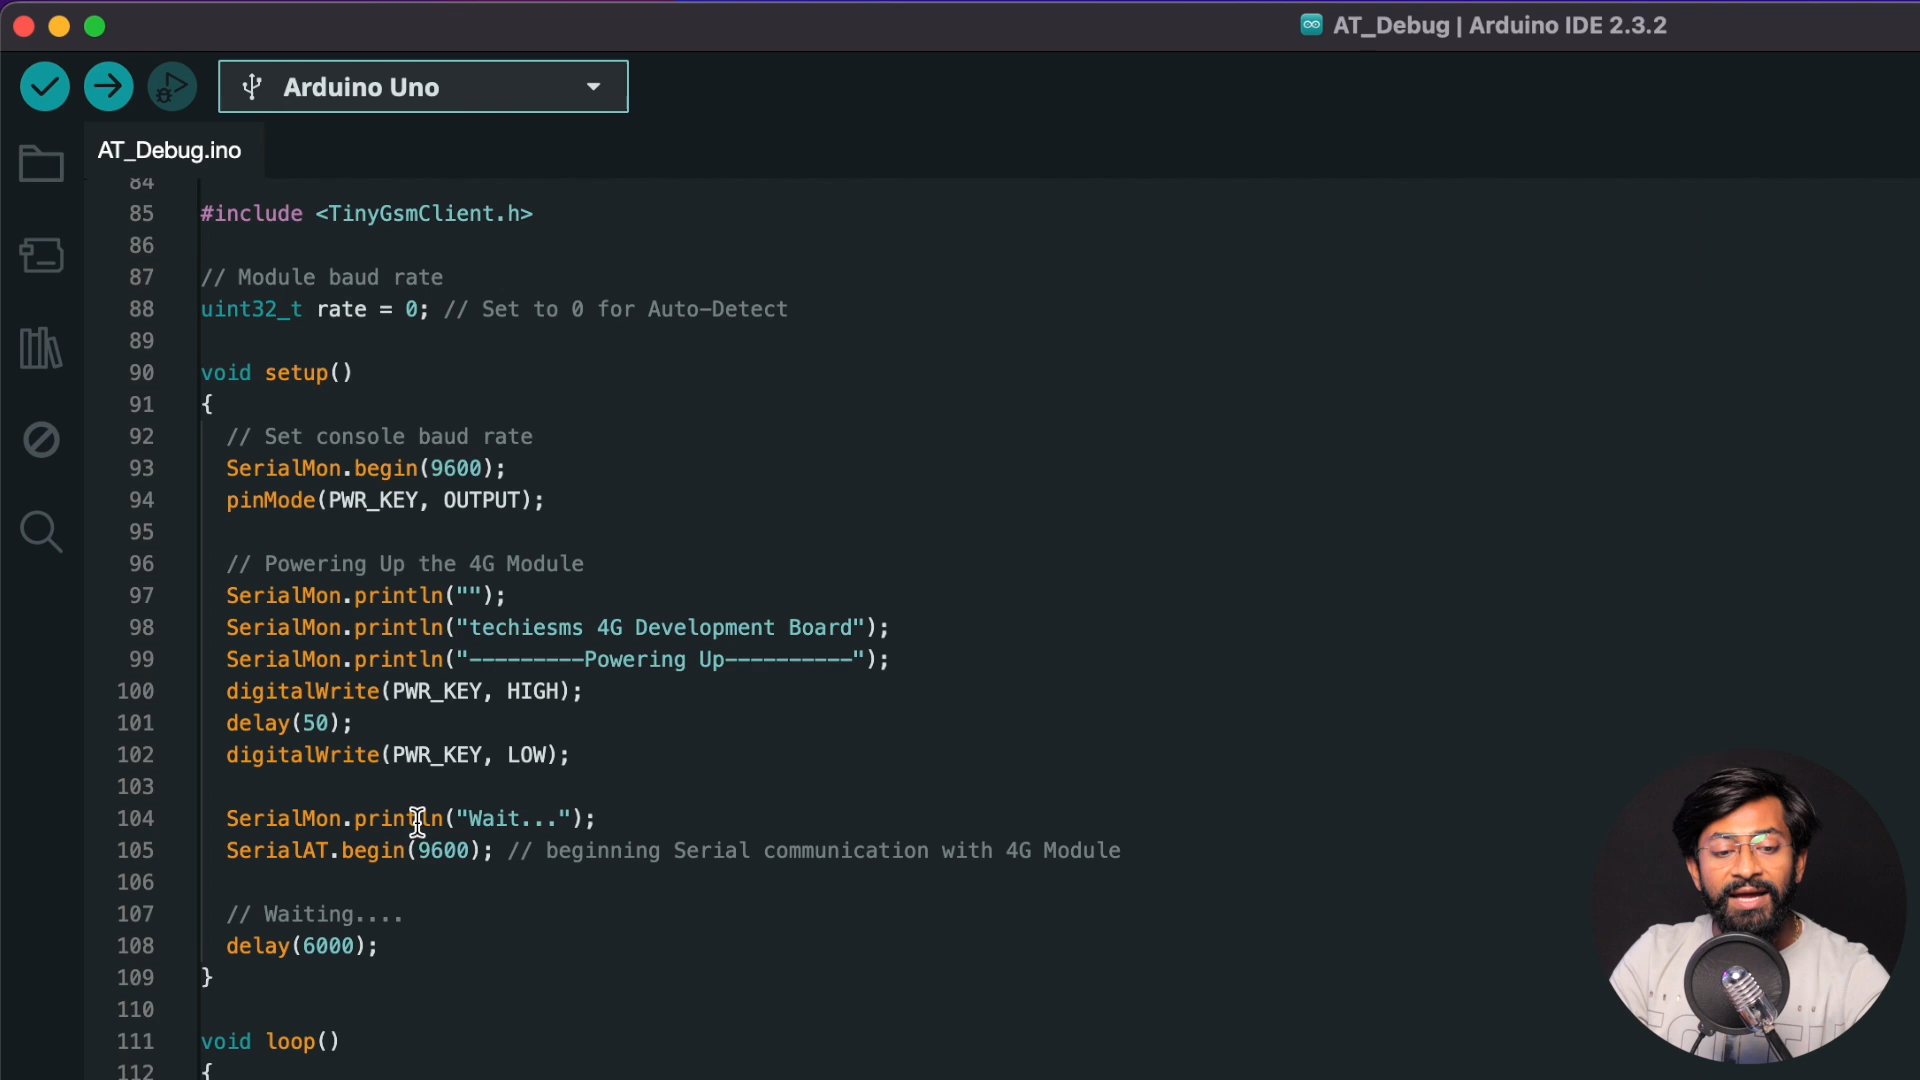 AT_Debug | Arduino IDE 2.3.2
Arduino Uno
AT_Debug.ino
84
85 #include <TinyGsmClient.h>
86
87 // Module baud rate
88 uint32_t rate = 0; // Set to 0 for Auto-Detect
89
90 void setup()
91 {
92 // Set console baud rate
93 SerialMon.begin(9600);
94 pinMode(PWR_KEY, OUTPUT);
95
96 // Powering Up the 4G Module
97 SerialMon.println("");
98 SerialMon.println("techiesms 4G Development Board");
99 SerialMon.println("---------Powering Up----------");
100 digitalWrite(PWR_KEY, HIGH);
101 delay(50);
102 digitalWrite(PWR_KEY, LOW);
103
104 SerialMon.println("Wait...");
105 SerialAT.begin(9600); // beginning Serial communication with 4G Module
106
107 // Waiting....
108 delay(6000);
109 }
110
111 void loop()
112 {